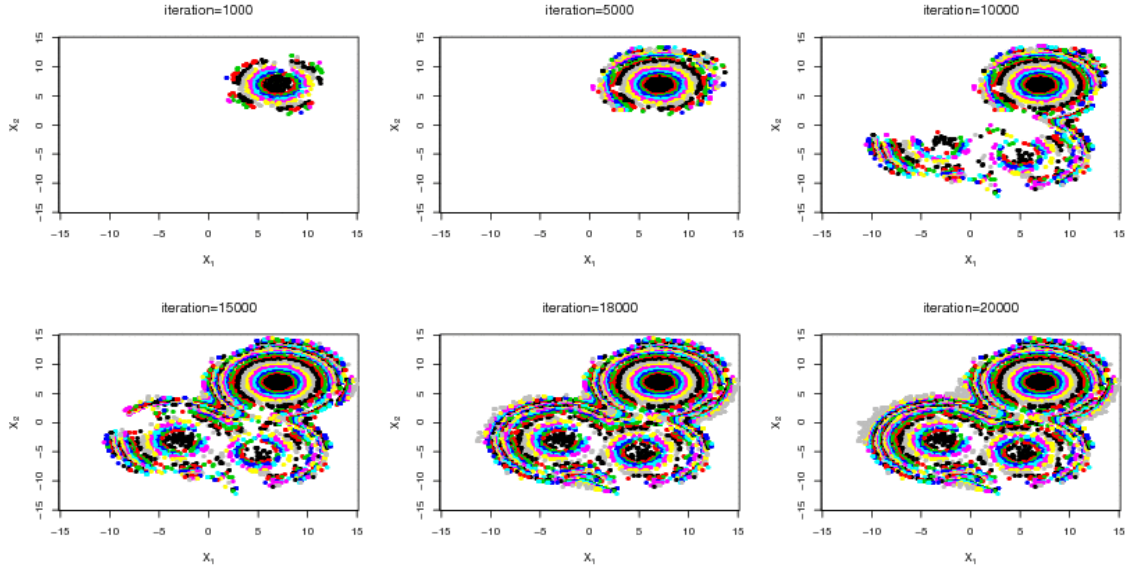 iteration=1000
iteration=5000
iteration=10000
X2
-15 -10 -5 0 5 10 15
X2
-15 -10 -5 0 5 10 15
X2
-15 -10 -5 0 5 10 15
-15 -10 -5 0 5 10 15
-15 -10 -5 0 5 10 15
-15 -10 -5 0 5 10 15
X1
X1
X1
iteration=15000
iteration=18000
iteration=20000
X2
-15 -10 -5 0 5 10 15
X2
-15 -10 -5 0 5 10 15
X2
-15 -10 -5 0 5 10 15
-15 -10 -5 0 5 10 15
-15 -10 -5 0 5 10 15
-15 -10 -5 0 5 10 15
X1
X1
X1